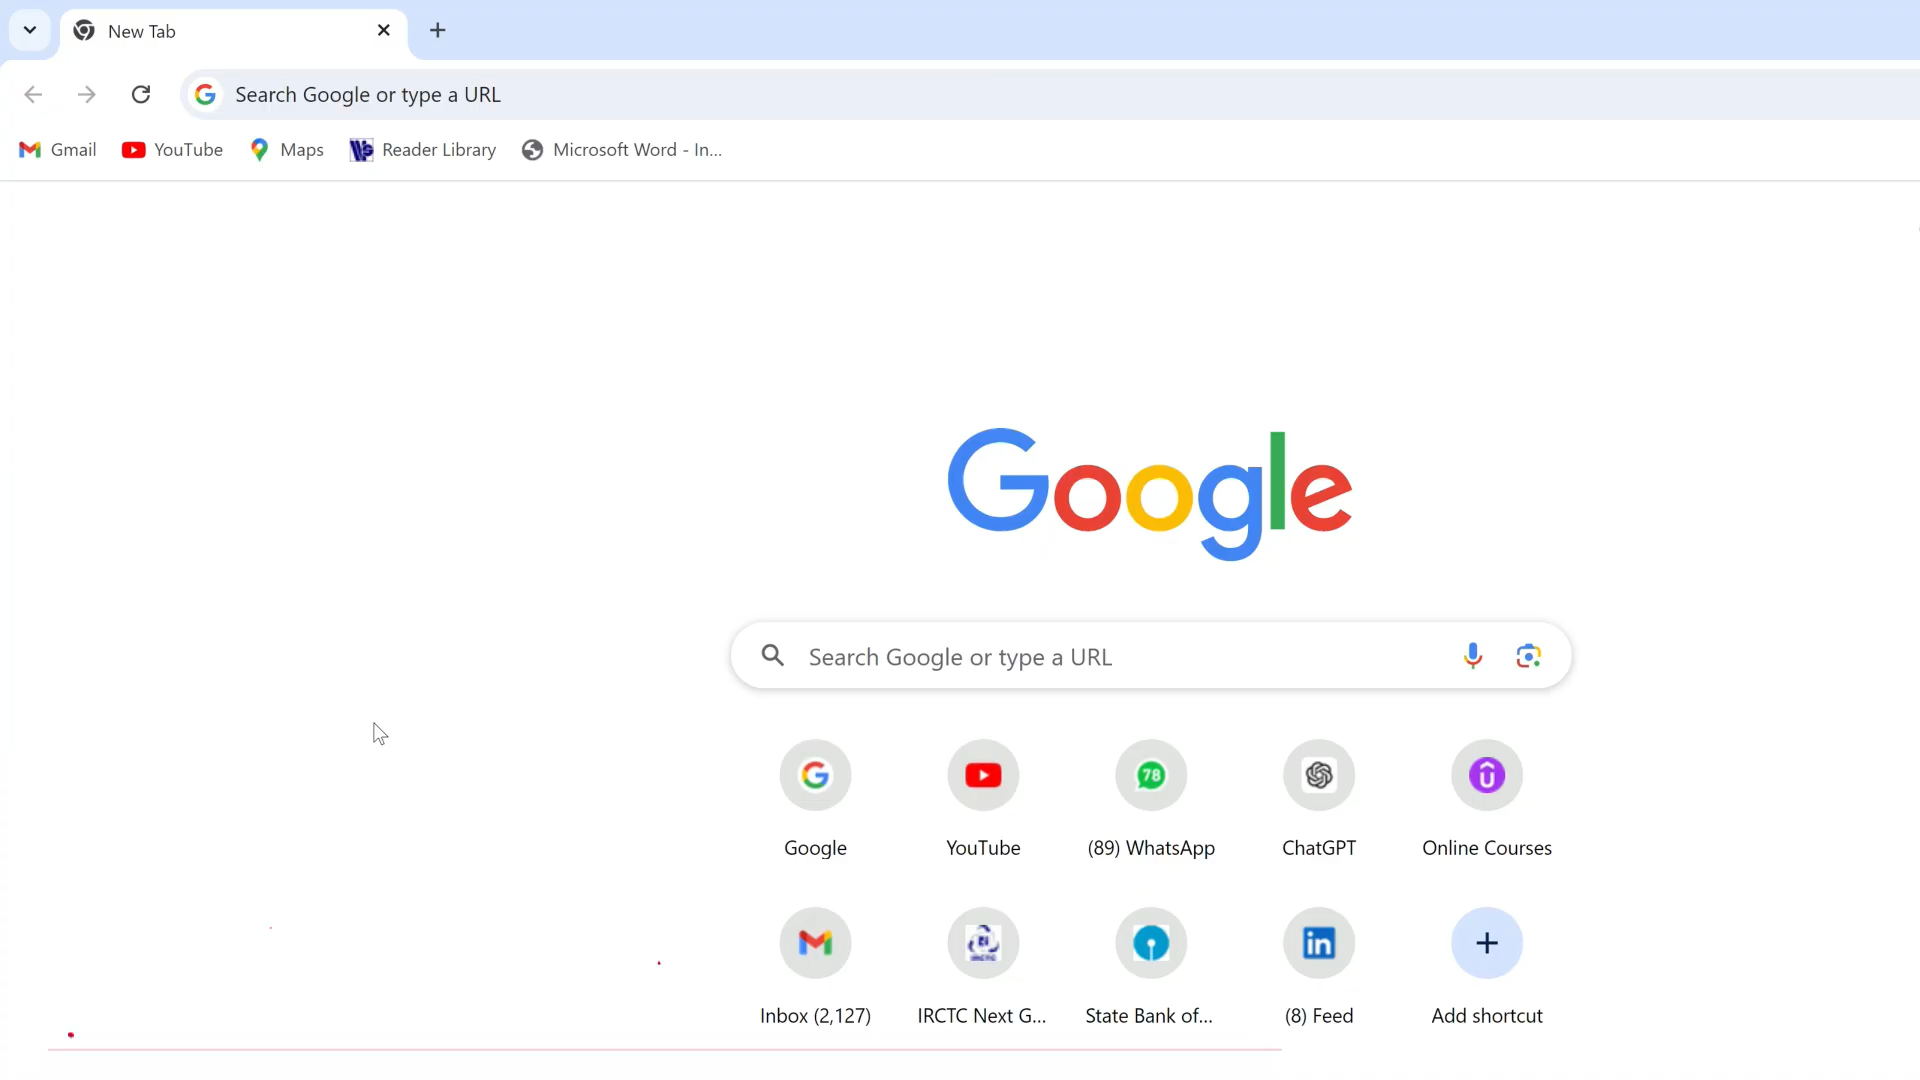 New Tab
Search Google or type a URL
Gmail YouTube Maps Reader Library Microsoft Word - In...
Google
Search Google or type a URL
78
Google YouTube (89) WhatsApp ChatGPT Online Courses
IRCTC in
Inbox (2,127) IRCTC Next G... State Bank of... (8) Feed Add shortcut